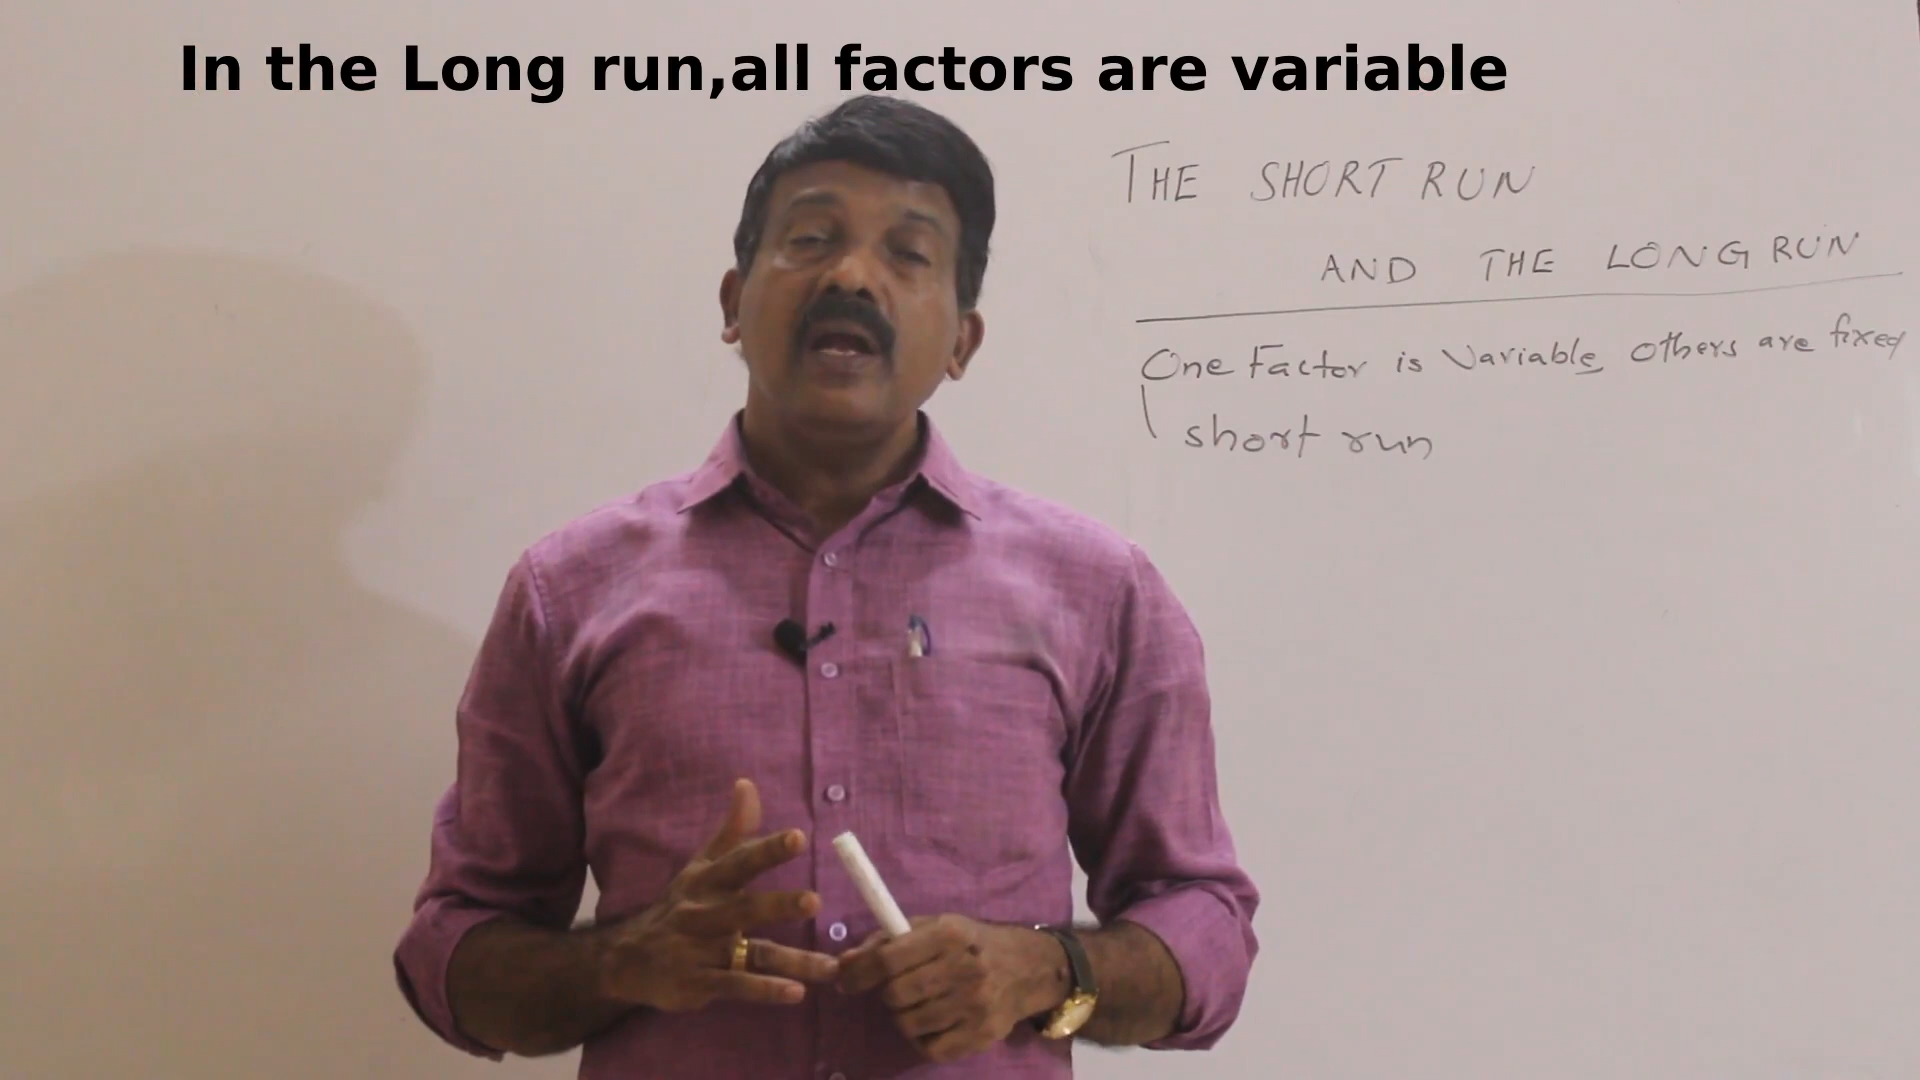 In the Long run,all factors are variable
THE SHORT RUN
AND THE LONG RUN
One Factor is Variable others are fixed
short run